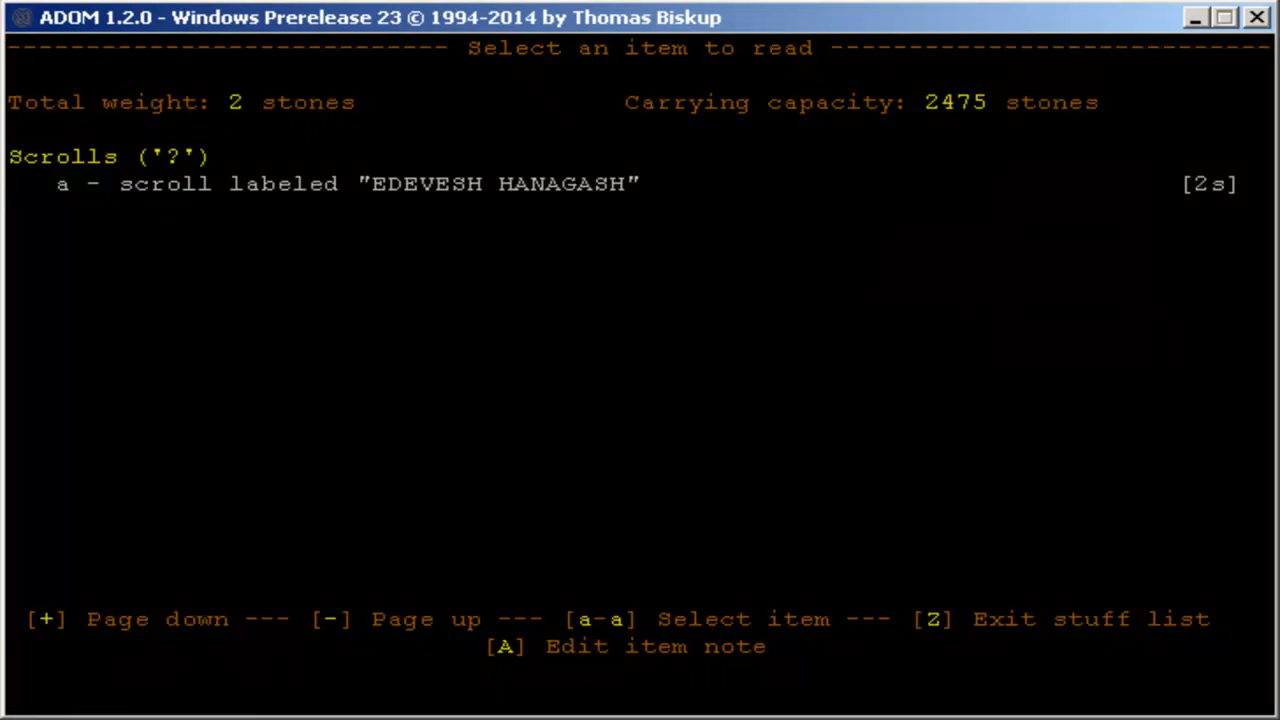 ADOM 1.2.0 - Windows Prerelease 23 © 1994-2014 by Thomas Biskup
---------------------------- Select an item to read ----------------------------
Total weight: 2 stones Carrying capacity: 2475 stones
Scrolls ('?')
a - scroll labeled "EDEVESH HANAGASH" [2s]
[+] Page down --- [-] Page up --- [a-a] Select item --- [Z] Exit stuff list
[A] Edit item note